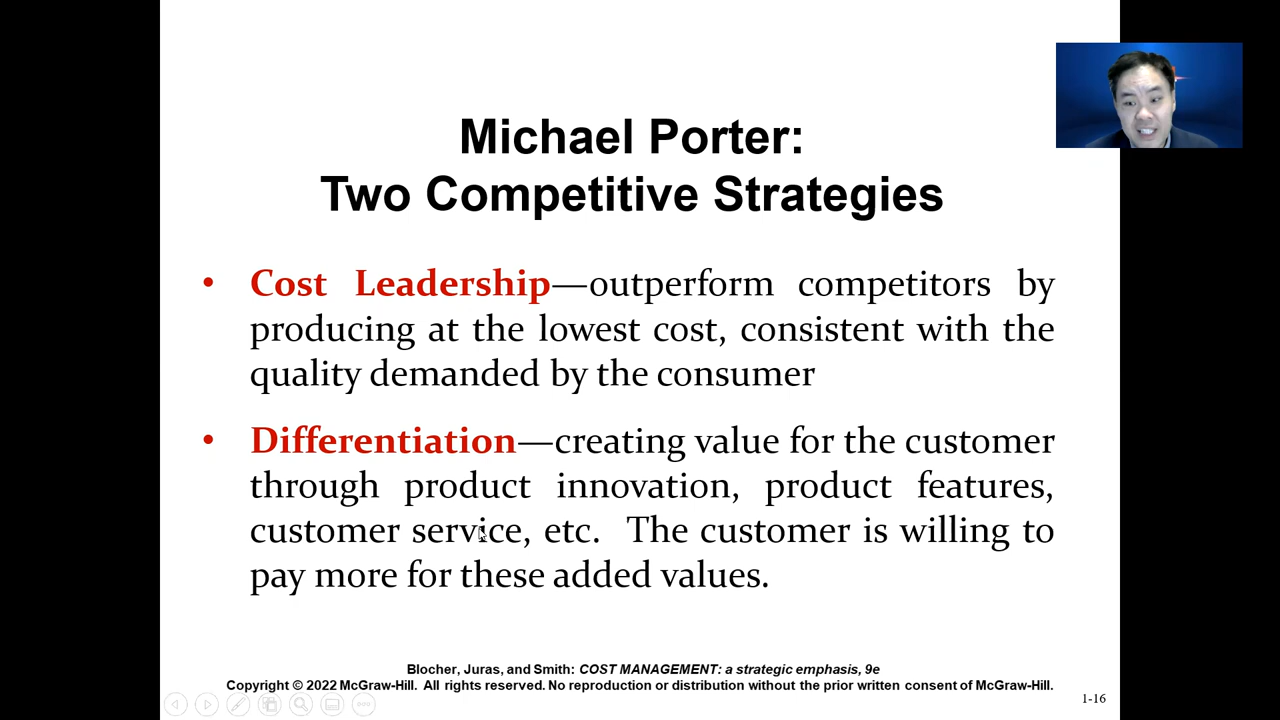 Michael Porter:
Two Competitive Strategies
• Cost Leadership—outperform competitors by
producing at the lowest cost, consistent with the
quality demanded by the consumer
• Differentiation—creating value for the customer
through product innovation, product features,
customer service, etc.  The customer is willing to
pay more for these added values.
Blocher, Juras, and Smith: COST MANAGEMENT: a strategic emphasis, 9e
Copyright © 2022 McGraw-Hill.  All rights reserved. No reproduction or distribution without the prior written consent of McGraw-Hill.
1-16